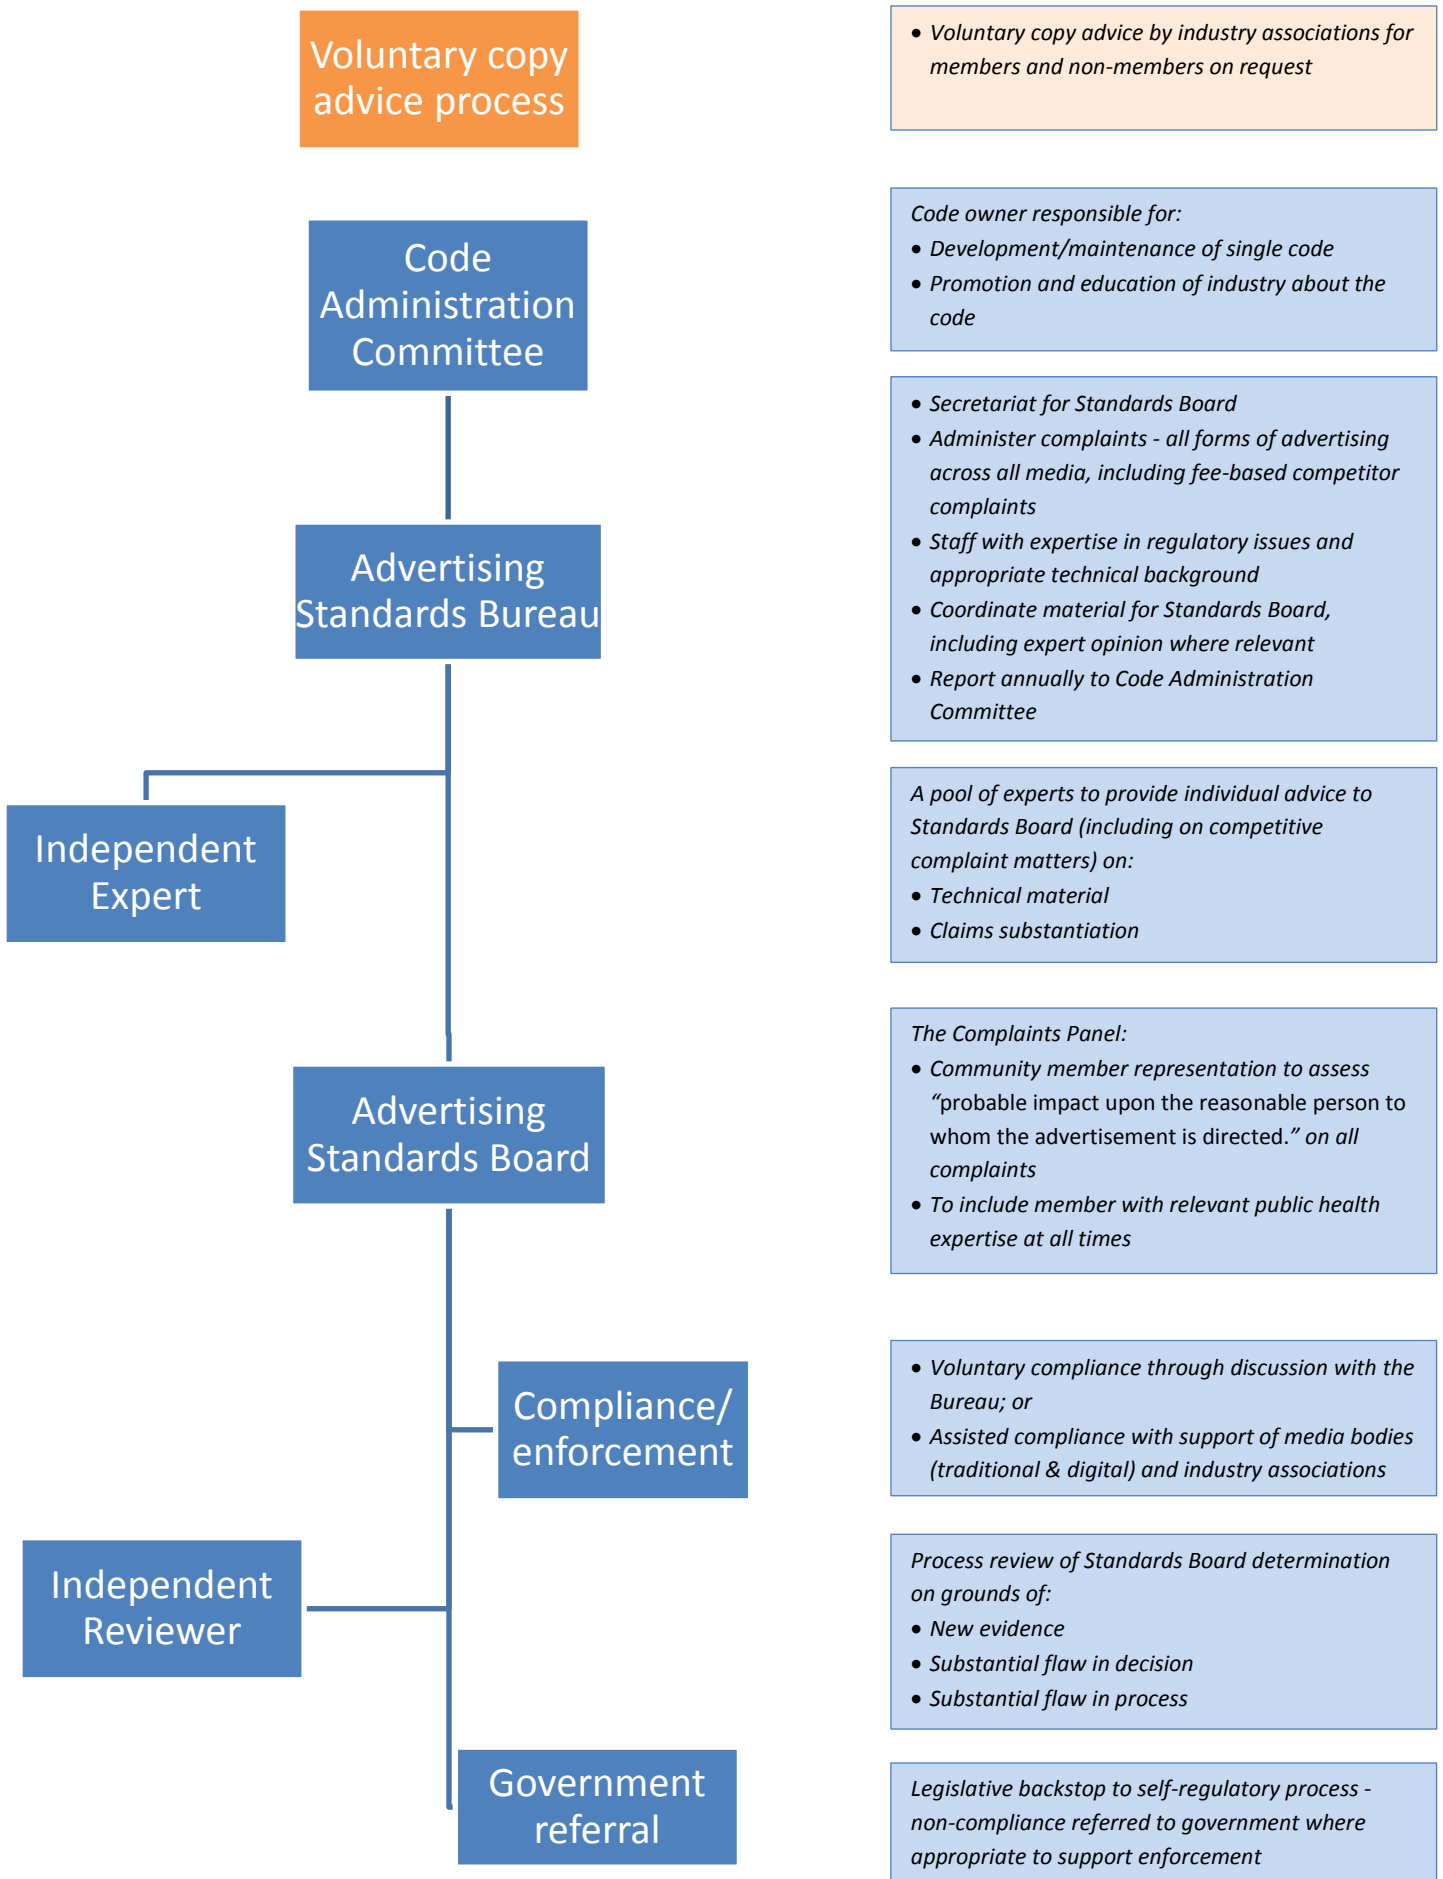 Voluntary copy
advice process
• Voluntary copy advice by industry associations for
members and non-members on request
Code
Administration
Committee
Code owner responsible for:
• Development/maintenance of single code
• Promotion and education of industry about the
code
Advertising
Standards Bureau
• Secretariat for Standards Board
• Administer complaints - all forms of advertising
across all media, including fee-based competitor
complaints
• Staff with expertise in regulatory issues and
appropriate technical background
• Coordinate material for Standards Board,
including expert opinion where relevant
• Report annually to Code Administration
Committee
Independent
Expert
A pool of experts to provide individual advice to
Standards Board (including on competitive
complaint matters) on:
• Technical material
• Claims substantiation
Advertising
Standards Board
The Complaints Panel:
• Community member representation to assess
"probable impact upon the reasonable person to
whom the advertisement is directed." on all
complaints
• To include member with relevant public health
expertise at all times
Compliance/
enforcement
• Voluntary compliance through discussion with the
Bureau; or
• Assisted compliance with support of media bodies
(traditional & digital) and industry associations
Independent
Reviewer
Process review of Standards Board determination
on grounds of:
• New evidence
• Substantial flaw in decision
• Substantial flaw in process
Government
referral
Legislative backstop to self-regulatory process -
non-compliance referred to government where
appropriate to support enforcement